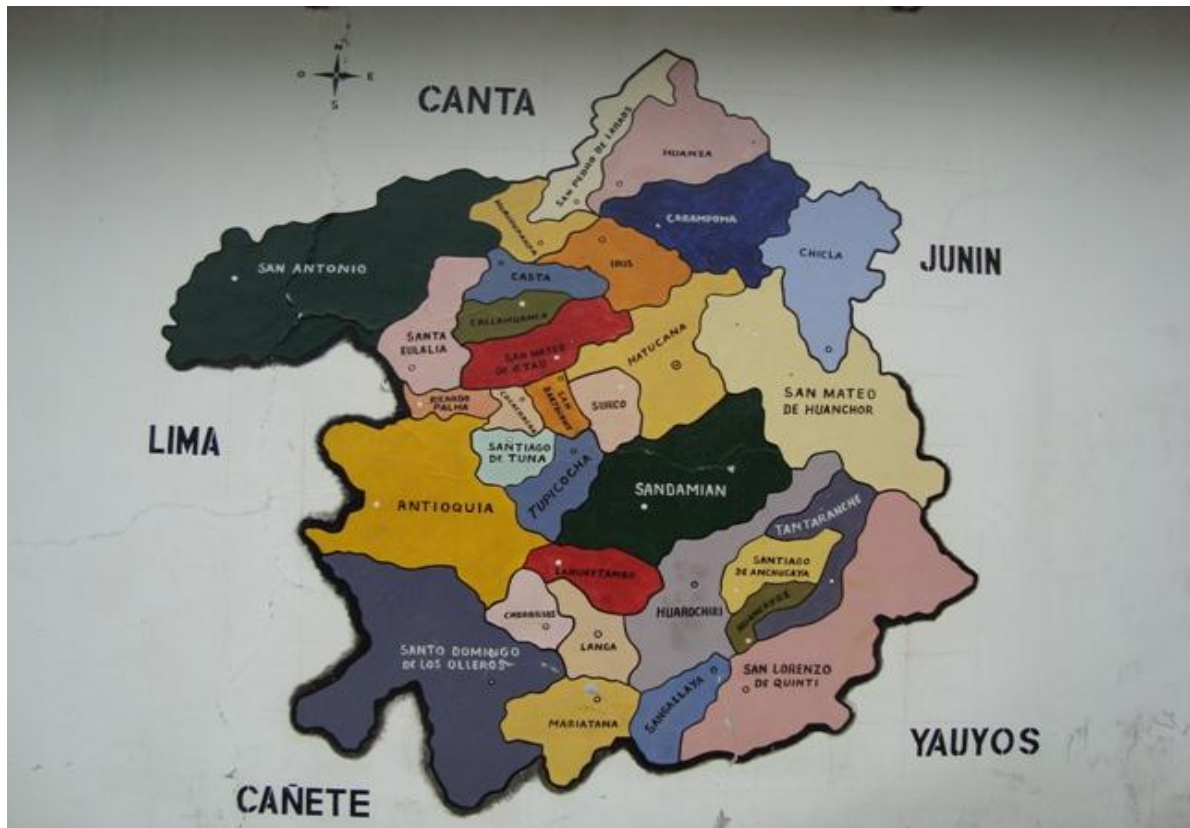 N
O E
S
CANTA
SAN PEDRO DE LARAOS
HUANZA
CARAMPOMA
CHICLA
JUNIN
SAN ANTONIO
IRIS
CASTA
CALLAHUANCA
SANTA
EULALIA
SAN MATEO
DE OTAO
MATUCANA
SAN MATEO
DE HUANCHOR
RICARDO
PALMA
SAN
BARTOLOME
SURCO
LIMA
SANTIAGO
DE TUNA
TUPICOCHA
SANDAMIAN
ANTIOQUIA
TANTARANCHE
SANTIAGO
DE ANCHUCAYA
LAHUAYTAMBO
HUAROCHIRI
LANGA
SANTO DOMINGO
DE LOS OLLEROS
SAN LORENZO
DE QUINTI
SANGALLAYA
MARIATANA
YAUYOS
CAÑETE